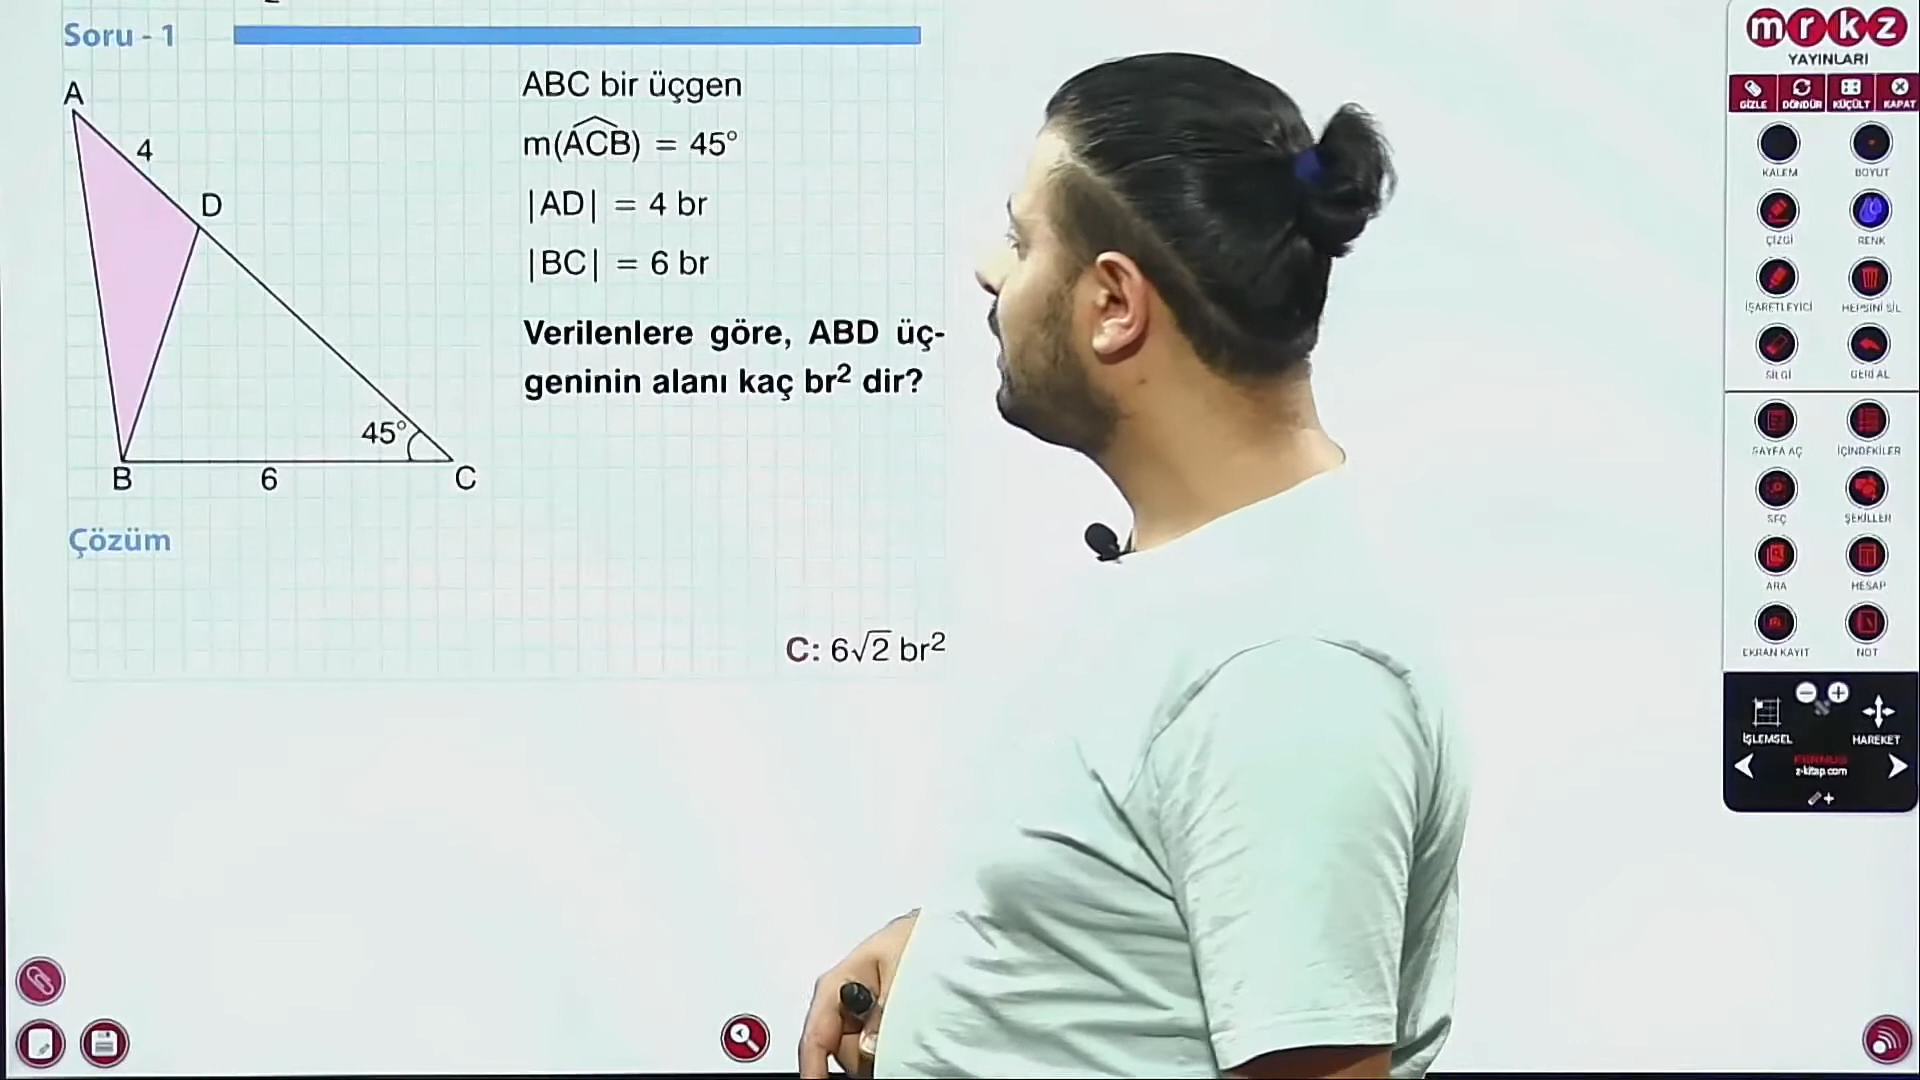 Soru - 1
A
4
D
45°
B
6
C
ABC bir üçgen
m(ACB) = 45°
|AD| = 4 br
|BC| = 6 br
Verilenlere göre, ABD üç-
geninin alanı kaç br² dir?
Çözüm
C: 6√2 br²
mrkz
YAYINLARI
GİZLE DÖNDÜR KÜÇÜLT KAPAT
KALEM BOYUT
ÇİZGİ RENK
İŞARETLEYİCİ HEPSİNİ SİL
SİLGİ GERİ AL
SAYFA AÇ İÇİNDEKİLER
SEÇ ŞEKİLLER
ARA HESAP
EKRAN KAYIT NOT
İŞLEMSEL HAREKET
FERNUS
z-kitap.com